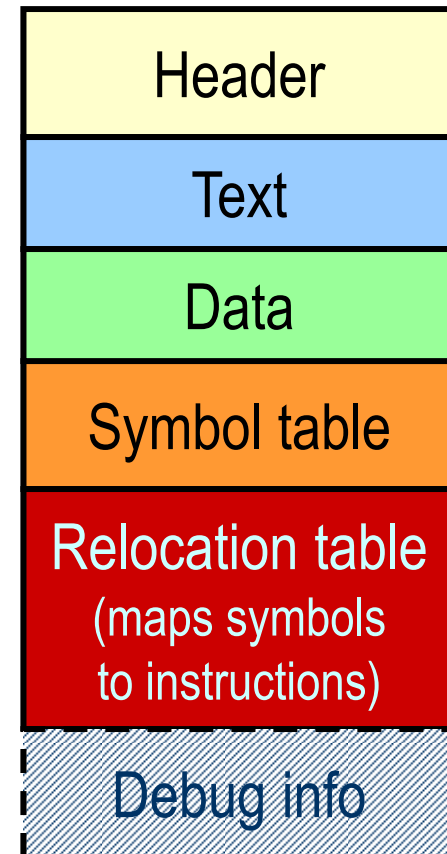 Header
Text
Data
Symbol table
Relocation table
(maps symbols
to instructions)
Debug info